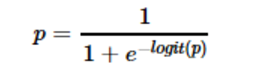 p = 1 / (1 + e^{-logit(p)})